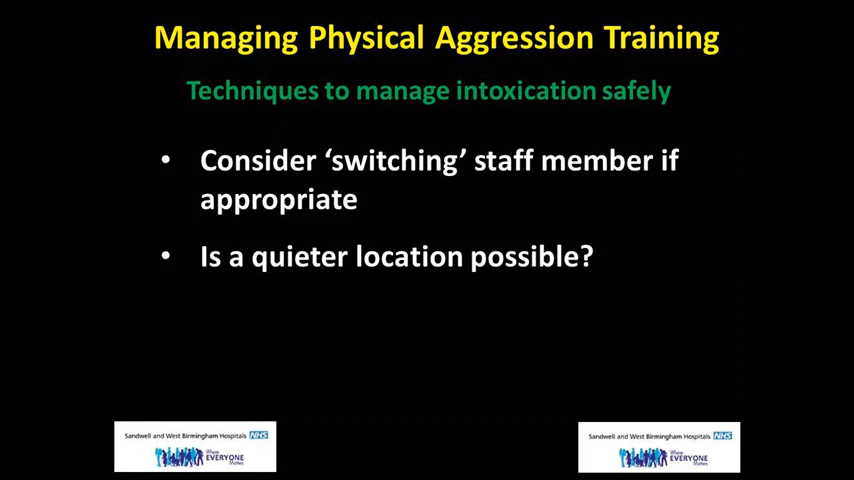 Managing Physical Aggression Training
Techniques to manage intoxication safely
• Consider ‘switching’ staff member if
appropriate
• Is a quieter location possible?
Sandwell and West Birmingham Hospitals NHS
Where
EVERYONE
Matters
Sandwell and West Birmingham Hospitals NHS
Where
EVERYONE
Matters